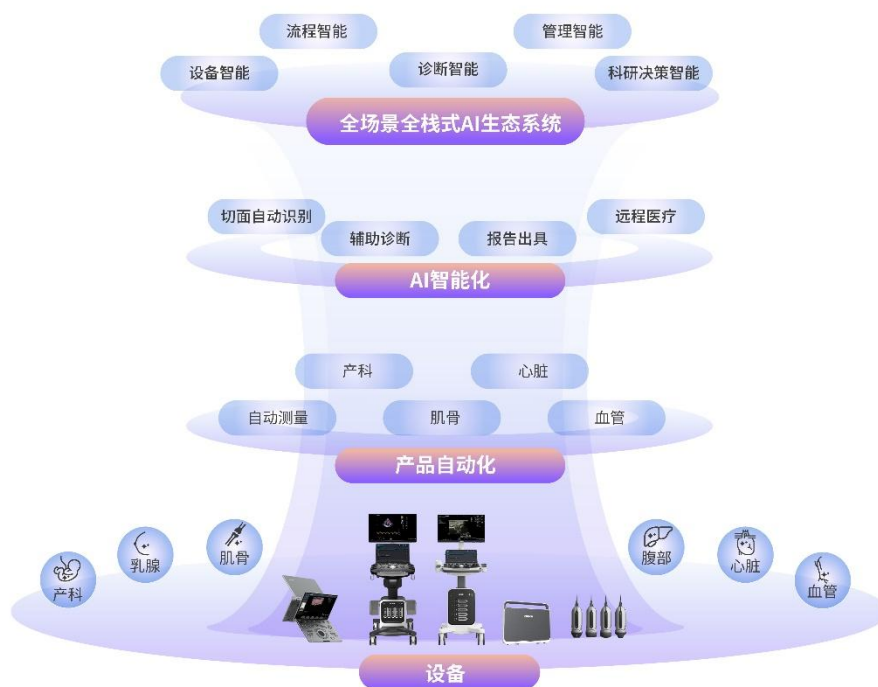 流程智能
管理智能
设备智能
诊断智能
科研决策智能
全场景全栈式AI生态系统
切面自动识别
远程医疗
辅助诊断
报告出具
AI智能化
产科
心脏
自动测量
肌骨
血管
产品自动化
产科
乳腺
肌骨
腹部
心脏
血管
设备